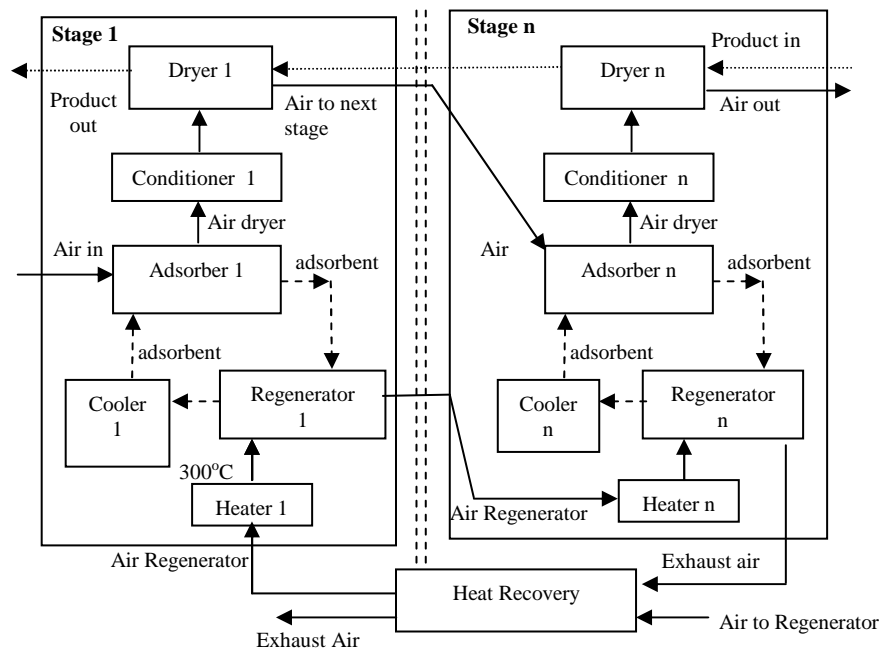 Stage 1
Dryer 1
Product
out
Air to next
stage
Conditioner 1
Air dryer
Air in
Adsorber 1
adsorbent
adsorbent
Cooler
1
Regenerator
1
300°C
Heater 1
Air Regenerator
Stage n
Product in
Dryer n
Air out
Conditioner n
Air dryer
Air
Adsorber n
adsorbent
adsorbent
Cooler
n
Regenerator
n
Air Regenerator
Heater n
Exhaust air
Heat Recovery
Exhaust Air
Air to Regenerator